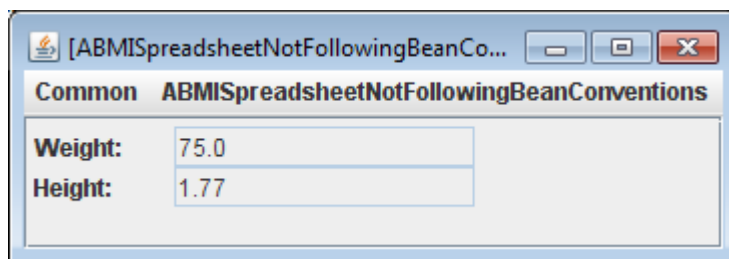 [ABMISpreadsheetNotFollowingBeanCo...
Common ABMISpreadsheetNotFollowingBeanConventions
Weight: 75.0
Height: 1.77